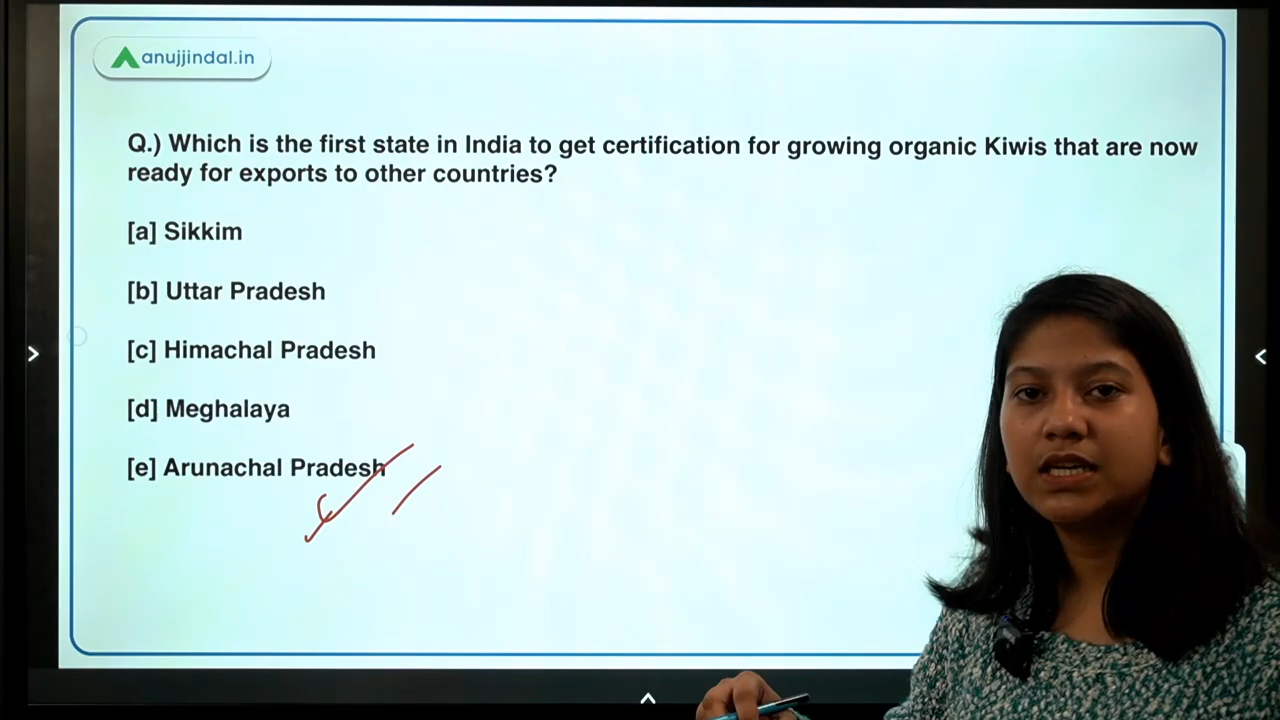 anujjindal.in
Q.) Which is the first state in India to get certification for growing organic Kiwis that are now
ready for exports to other countries?
[a] Sikkim
[b] Uttar Pradesh
[c] Himachal Pradesh
[d] Meghalaya
[e] Arunachal Pradesh